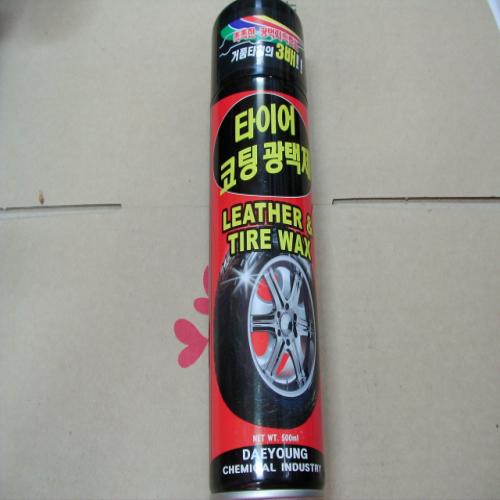 거품타입의 3배!!
타이어
코팅 광택제
LEATHER &
TIRE WAX
NET WT. 500ml
DAEYOUNG
CHEMICAL INDUSTRY